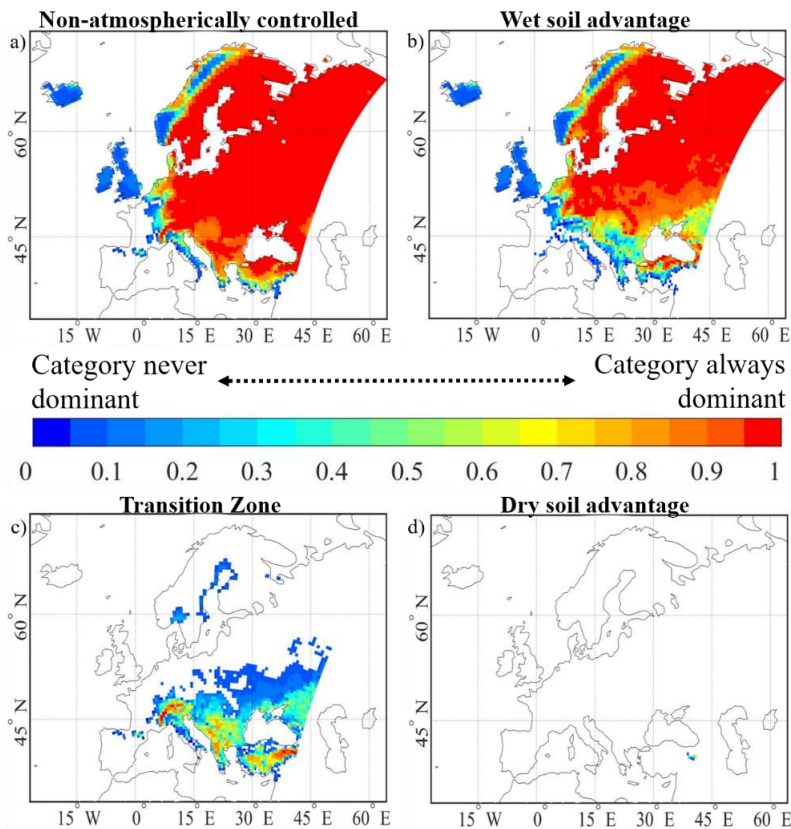 Non-atmospherically controlled
Wet soil advantage
a)
b)
60° N
45° N
60° N
45° N
15° W 0° 15° E 30° E 45° E 60° E
15° W 0° 15° E 30° E 45° E 60° E
Category never
dominant
Category always
dominant
0 0.1 0.2 0.3 0.4 0.5 0.6 0.7 0.8 0.9 1
Transition Zone
Dry soil advantage
c)
d)
60° N
45° N
60° N
45° N
15° W 0° 15° E 30° E 45° E 60° E
15° W 0° 15° E 30° E 45° E 60° E